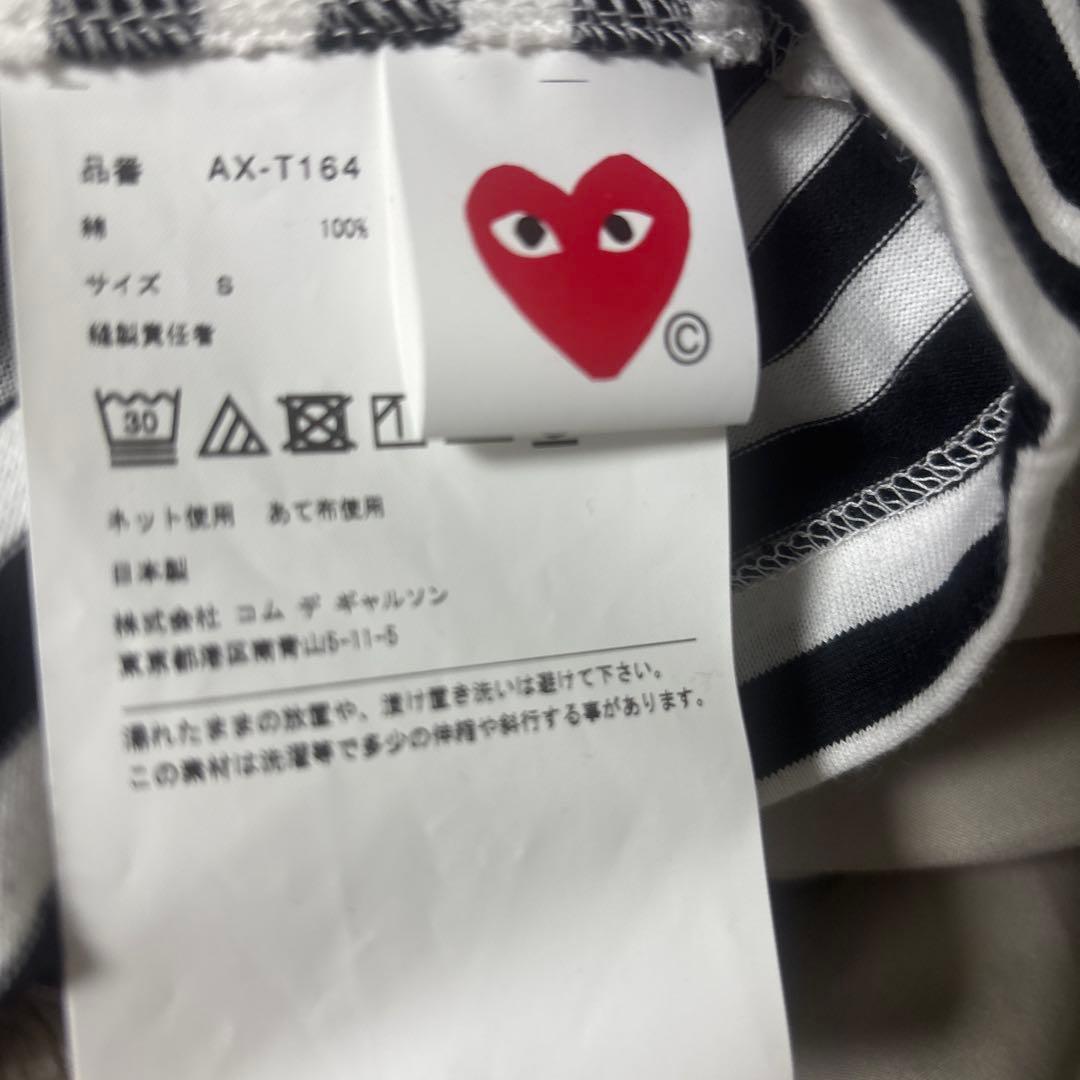 品番 AX-T164
綿 100%
サイズ S
縫製責任者
30
ネット使用 あて布使用
日本製
株式会社 コム デ ギャルソン
東京都港区南青山5-11-5
濡れたままの放置や、漬け置き洗いは避けて下さい。
この素材は洗濯等で多少の伸縮や斜行する事があります。
©